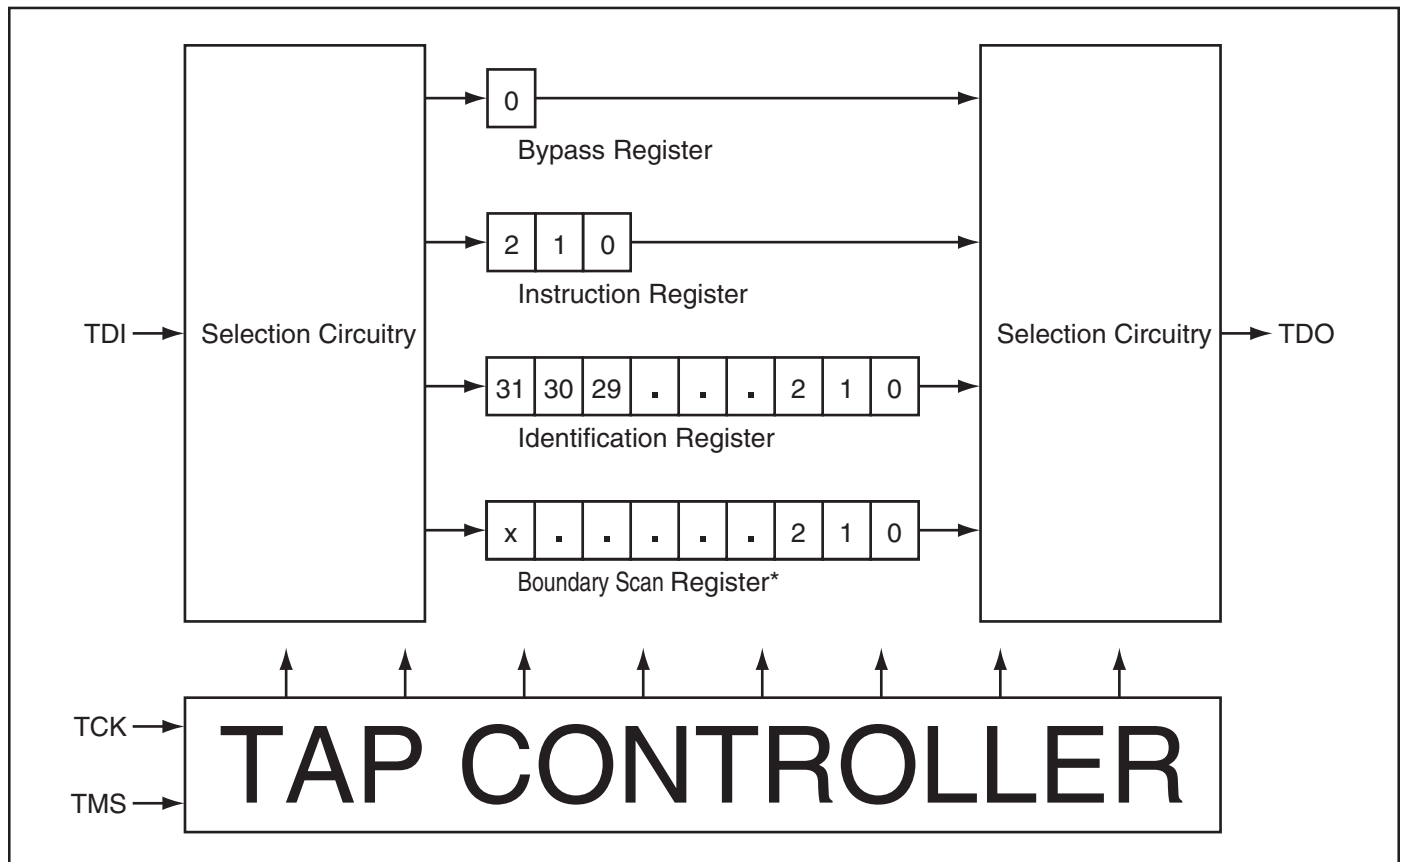 0
Bypass Register
2 1 0
Instruction Register
TDI
Selection Circuitry
Selection Circuitry
TDO
31 30 29 . . . 2 1 0
Identification Register
x . . . . . 2 1 0
Boundary Scan Register*
TCK
TMS
TAP CONTROLLER